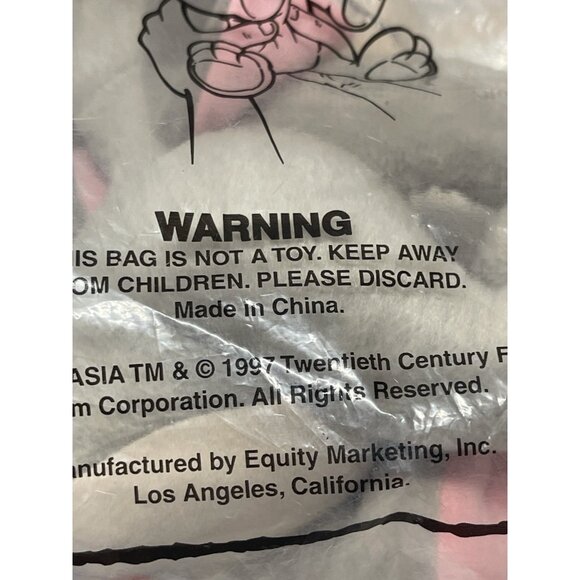 WARNING
IS BAG IS NOT A TOY. KEEP AWAY
OM CHILDREN. PLEASE DISCARD.
Made in China.
ASIA TM & © 1997 Twentieth Century F
m Corporation. All Rights Reserved.
anufactured by Equity Marketing, Inc.
Los Angeles, California.